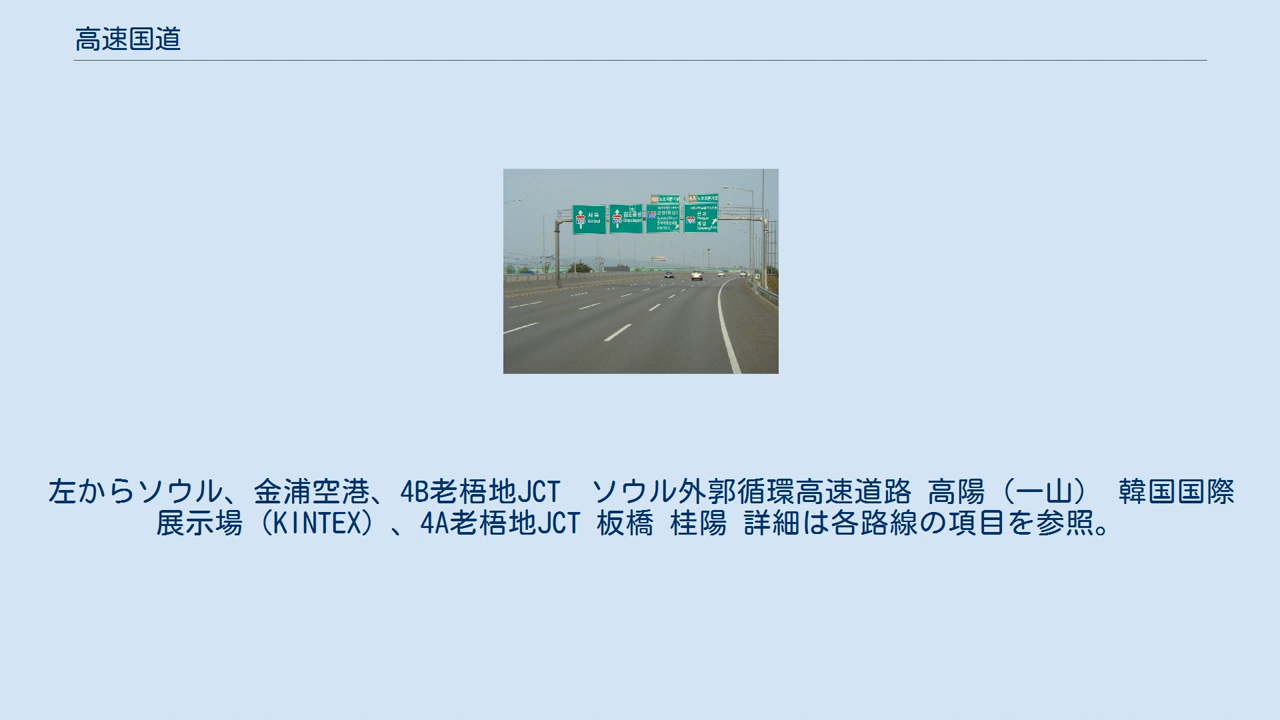 高速国道
서울
Seoul
左からソウル、金浦空港、4B老梧地JCT　ソウル外郭循環高速道路 高陽（一山） 韓国国際
展示場（KINTEX）、4A老梧地JCT 板橋 桂陽 詳細は各路線の項目を参照。